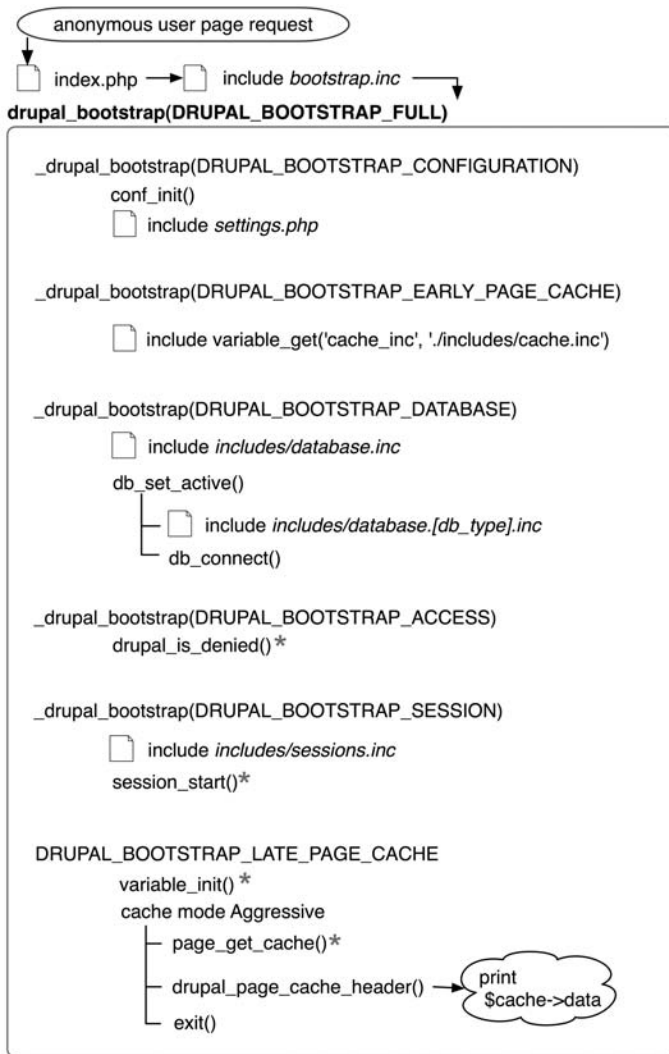 anonymous user page request
index.php include bootstrap.inc
drupal_bootstrap(DRUPAL_BOOTSTRAP_FULL)
_drupal_bootstrap(DRUPAL_BOOTSTRAP_CONFIGURATION)
conf_init()
include settings.php
_drupal_bootstrap(DRUPAL_BOOTSTRAP_EARLY_PAGE_CACHE)
include variable_get('cache_inc', './includes/cache.inc')
_drupal_bootstrap(DRUPAL_BOOTSTRAP_DATABASE)
include includes/database.inc
db_set_active()
include includes/database.[db_type].inc
db_connect()
_drupal_bootstrap(DRUPAL_BOOTSTRAP_ACCESS)
drupal_is_denied()*
_drupal_bootstrap(DRUPAL_BOOTSTRAP_SESSION)
include includes/sessions.inc
session_start()*
DRUPAL_BOOTSTRAP_LATE_PAGE_CACHE
variable_init()*
cache mode Aggressive
page_get_cache()*
drupal_page_cache_header()
print
$cache->data
exit()